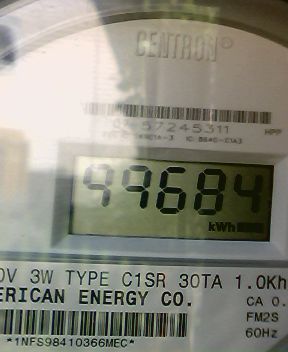 CENTRON®
57245311
HPP
99684
kWh
0V 3W TYPE C1SR 30TA 1.0Kh
ERICAN ENERGY CO.
CA 0.
FM2S
60Hz
*1NFS98410366MEC*